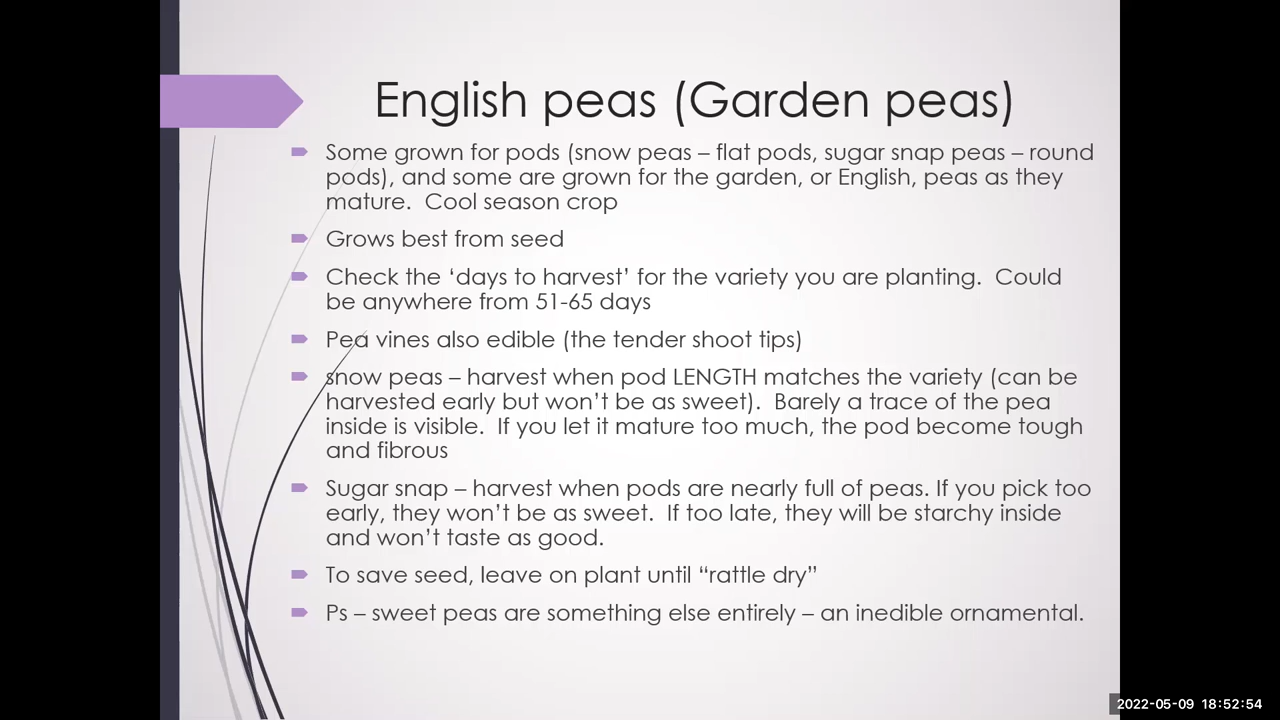 English peas (Garden peas)
Some grown for pods (snow peas – flat pods, sugar snap peas – round
pods), and some are grown for the garden, or English, peas as they
mature.  Cool season crop
Grows best from seed
Check the ‘days to harvest’ for the variety you are planting.  Could
be anywhere from 51-65 days
Pea vines also edible (the tender shoot tips)
snow peas – harvest when pod LENGTH matches the variety (can be
harvested early but won’t be as sweet).  Barely a trace of the pea
inside is visible.  If you let it mature too much, the pod become tough
and fibrous
Sugar snap – harvest when pods are nearly full of peas. If you pick too
early, they won’t be as sweet.  If too late, they will be starchy inside
and won’t taste as good.
To save seed, leave on plant until “rattle dry”
Ps – sweet peas are something else entirely – an inedible ornamental.
2022-05-09 18:52:54